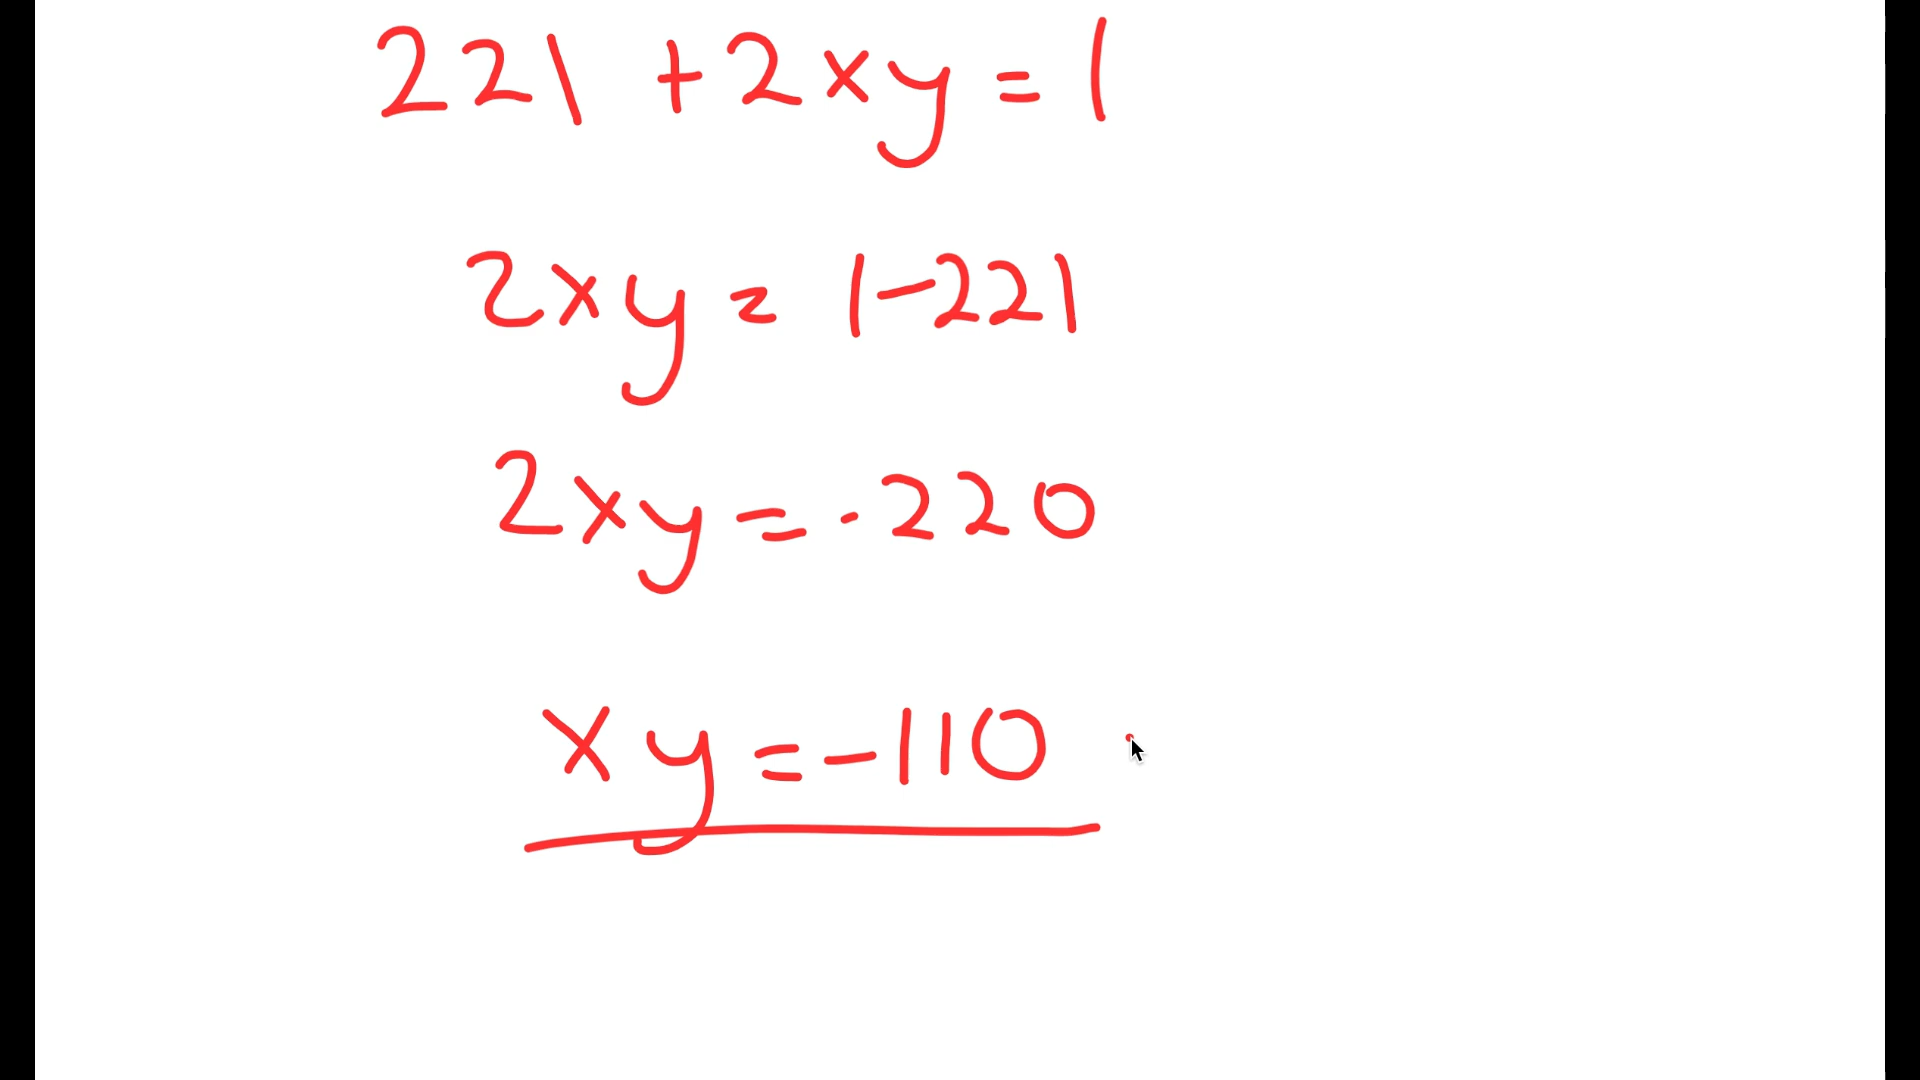 221 + 2xy = 1
2xy = 1 - 221
2xy = -220
xy = -110